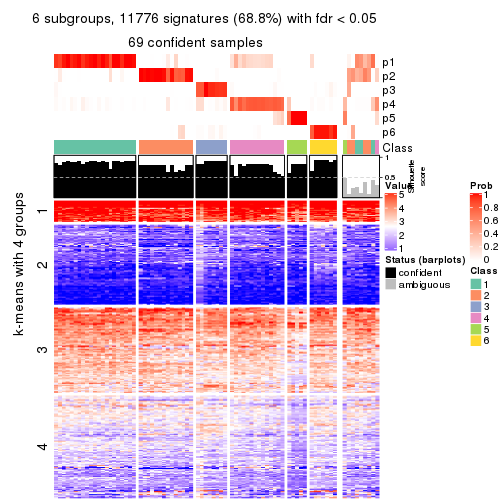 6 subgroups, 11776 signatures (68.8%) with fdr < 0.05
69 confident samples
p1
p2
p3
p4
p5
p6
Class
1
0.5
0
Silhouette
score
k-means with 4 groups
1
2
3
4
Value
5
4
3
2
1
Status (barplots)
confident
ambiguous
Prob
1
0.8
0.6
0.4
0.2
0
Class
1
2
3
4
5
6